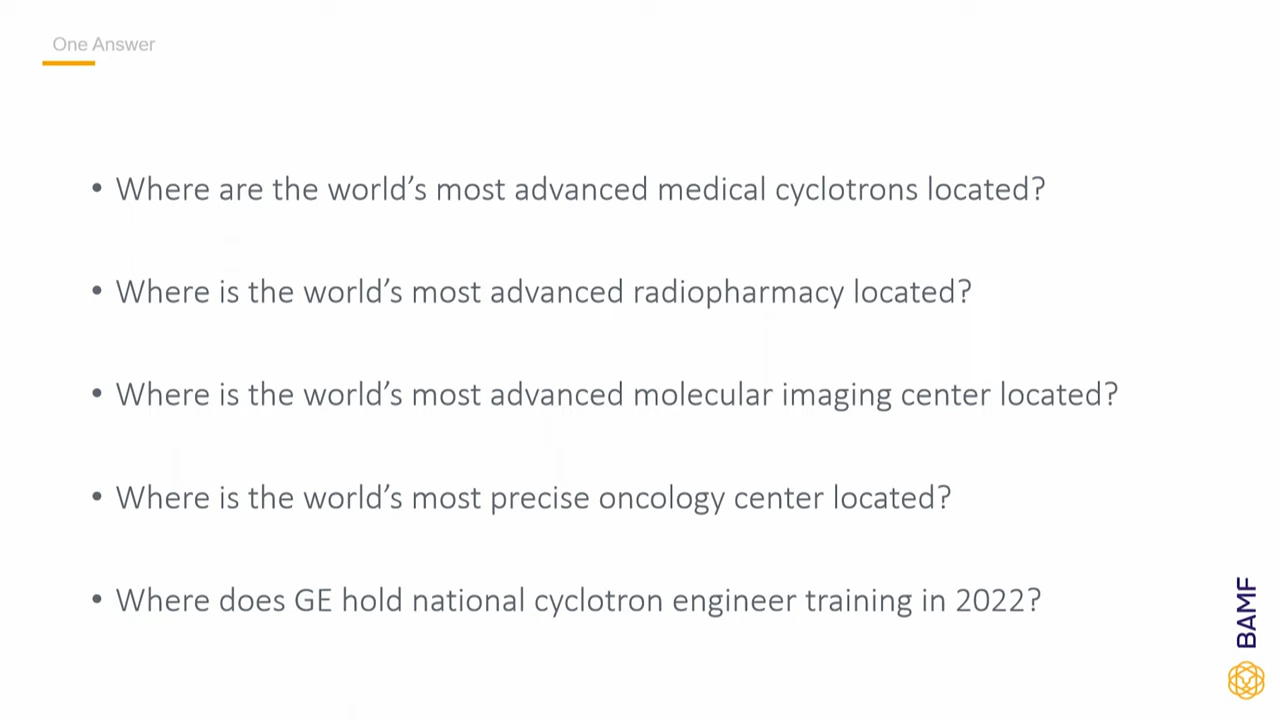 One Answer
• Where are the world’s most advanced medical cyclotrons located?
• Where is the world’s most advanced radiopharmacy located?
• Where is the world’s most advanced molecular imaging center located?
• Where is the world’s most precise oncology center located?
• Where does GE hold national cyclotron engineer training in 2022?
BAMF